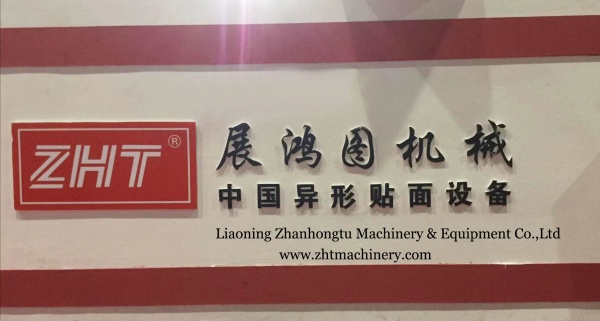 ZHT®
展鸿图机械
中国异形贴面设备
Liaoning Zhanhongtu Machinery & Equipment Co.,Ltd
www.zhtmachinery.com